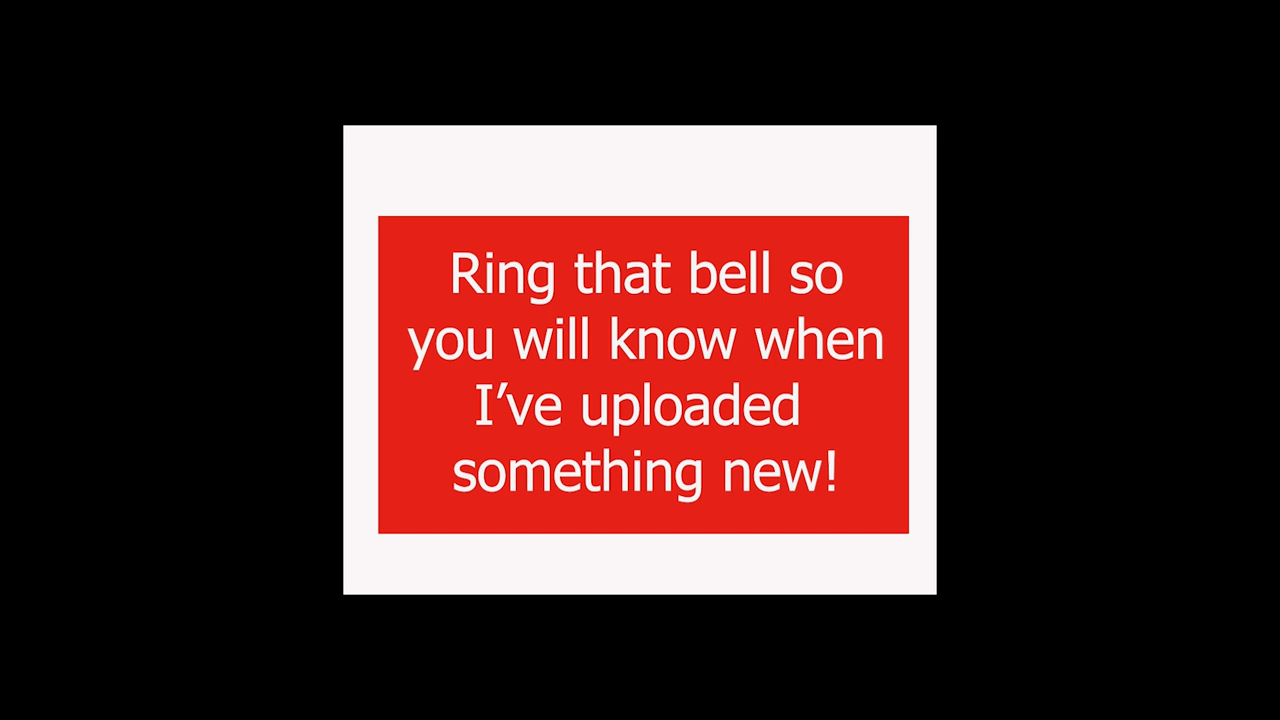 Ring that bell so
you will know when
I’ve uploaded
something new!